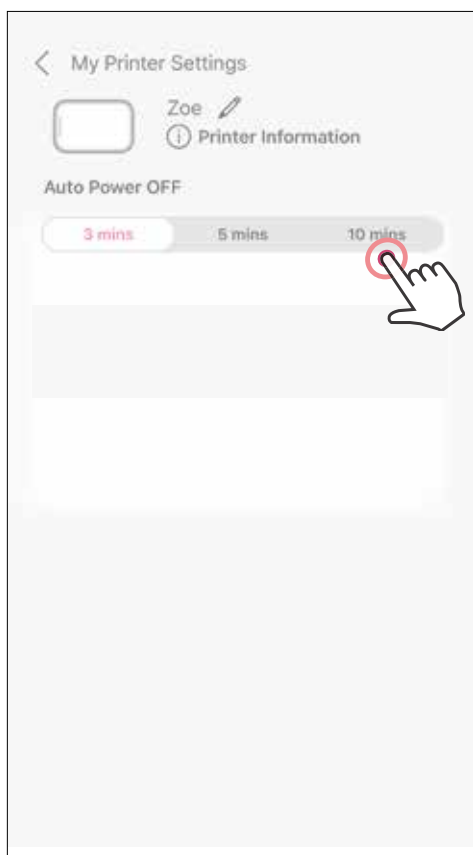 My Printer Settings
Zoe
Printer Information
Auto Power OFF
3 mins 5 mins 10 mins